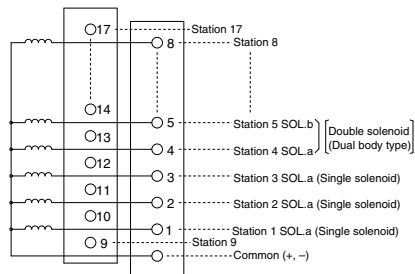 17 Station 17
8 Station 8
14
5 Station 5 SOL.b
13
Double solenoid
(Dual body type)
4 Station 4 SOL.a
12
3 Station 3 SOL.a (Single solenoid)
11
2 Station 2 SOL.a (Single solenoid)
10
1 Station 1 SOL.a (Single solenoid)
9 Station 9
Common (+, –)